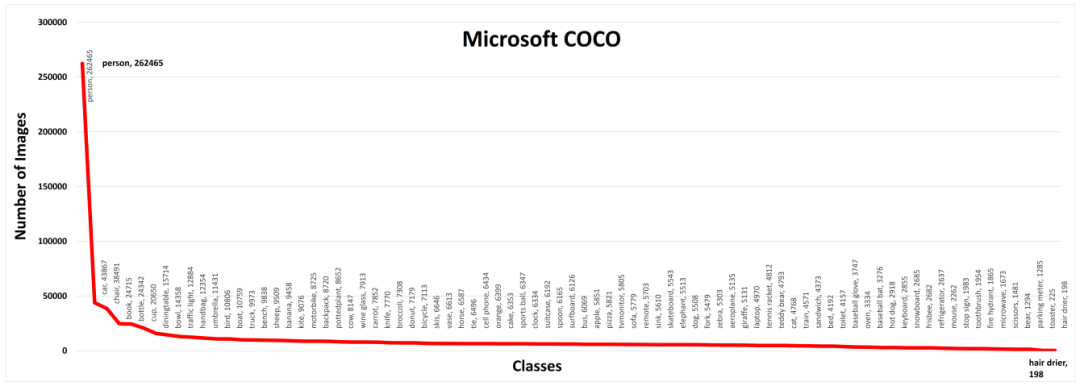 Microsoft COCO
Number of Images
300000
250000
200000
150000
100000
50000
0
person, 262465
person, 262465
car, 43867
chair, 38491
book, 24715
bottle, 24342
cup, 20650
diningtable, 15714
bowl, 14358
traffic light, 12884
handbag, 12354
umbrella, 11431
bird, 10806
boat, 10759
truck, 9973
bench, 9838
sheep, 9509
banana, 9458
kite, 9076
motorbike, 8725
backpack, 8720
pottedplant, 8652
cow, 8147
wine glass, 7913
carrot, 7852
knife, 7770
broccoli, 7308
donut, 7179
bicycle, 7113
skis, 6646
vase, 6613
horse, 6587
tie, 6496
cell phone, 6434
orange, 6399
cake, 6353
sports ball, 6347
clock, 6334
suitcase, 6192
spoon, 6165
surfboard, 6126
bus, 6069
apple, 5851
pizza, 5821
tvmonitor, 5805
sofa, 5779
remote, 5703
sink, 5610
skateboard, 5543
elephant, 5513
dog, 5508
fork, 5479
zebra, 5303
aeroplane, 5135
giraffe, 5131
laptop, 4970
tennis racket, 4812
teddy bear, 4793
cat, 4768
train, 4571
sandwich, 4373
bed, 4192
toilet, 4157
baseball glove, 3747
oven, 3334
baseball bat, 3276
hot dog, 2918
keyboard, 2855
snowboard, 2685
frisbee, 2682
refrigerator, 2637
mouse, 2262
stop sign, 1983
toothbrush, 1954
fire hydrant, 1865
microwave, 1673
scissors, 1481
bear, 1294
parking meter, 1285
toaster, 225
hair drier, 198
Classes
hair drier,
198